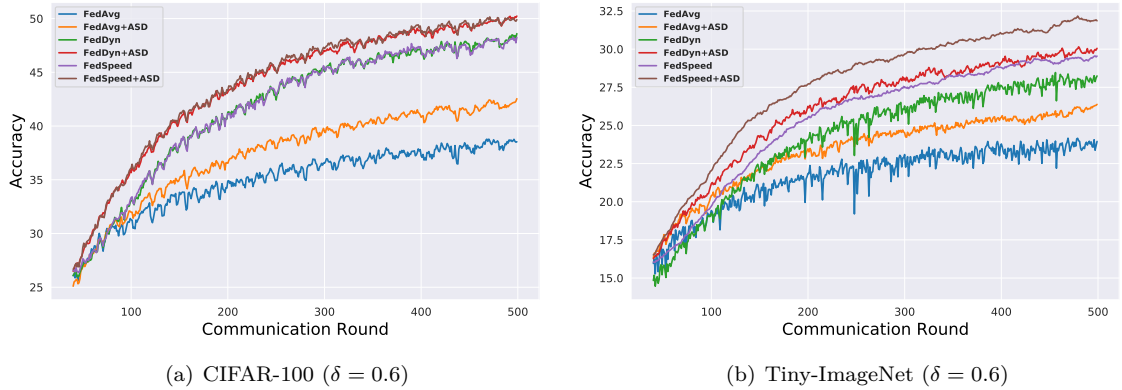 FedAvg
FedAvg+ASD
FedDyn
FedDyn+ASD
FedSpeed
FedSpeed+ASD
Accuracy
50
45
40
35
30
25
100
200
300
400
500
Communication Round
(a) CIFAR-100 (δ = 0.6)
FedAvg
FedAvg+ASD
FedDyn
FedDyn+ASD
FedSpeed
FedSpeed+ASD
Accuracy
32.5
30.0
27.5
25.0
22.5
20.0
17.5
15.0
100
200
300
400
500
Communication Round
(b) Tiny-ImageNet (δ = 0.6)